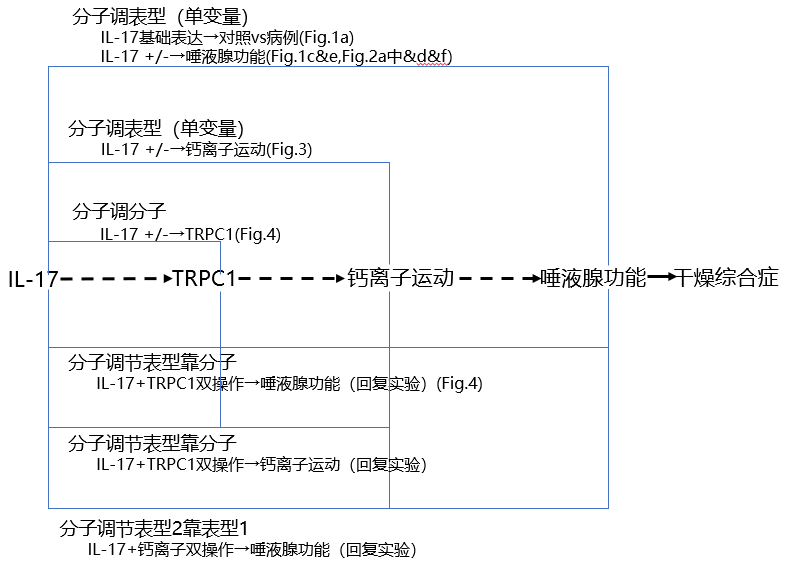 分子调表型（单变量）
IL-17基础表达→对照vs病例(Fig.1a)
IL-17 +/-→唾液腺功能(Fig.1c&e,Fig.2a中&d&f)
分子调表型（单变量）
IL-17 +/-→钙离子运动(Fig.3)
分子调分子
IL-17 +/-→TRPC1(Fig.4)
IL-17 TRPC1 钙离子运动 唾液腺功能 干燥综合症
分子调节表型靠分子
IL-17+TRPC1双操作→唾液腺功能（回复实验）(Fig.4)
分子调节表型靠分子
IL-17+TRPC1双操作→钙离子运动（回复实验）
分子调节表型2靠表型1
IL-17+钙离子双操作→唾液腺功能（回复实验）